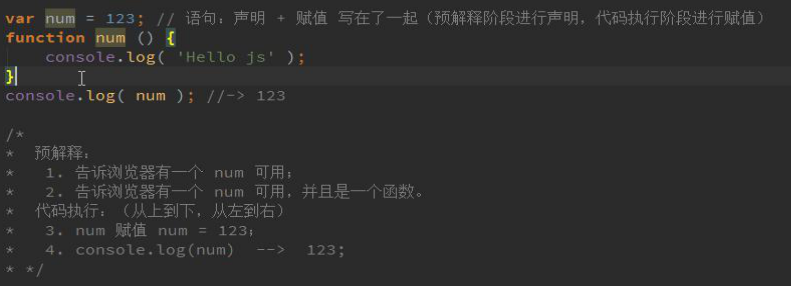 var num = 123; // 语句：声明 + 赋值 写在了一起（预解释阶段进行声明，代码执行阶段进行赋值）
function num () {
    console.log( 'Hello js' );
}
console.log( num ); //-> 123
/*
*  预解释：
*   1. 告诉浏览器有一个 num 可用；
*   2. 告诉浏览器有一个 num 可用，并且是一个函数。
*  代码执行：（从上到下，从左到右）
*   3. num 赋值 num = 123；
*   4. console.log(num)  -->  123;
* */